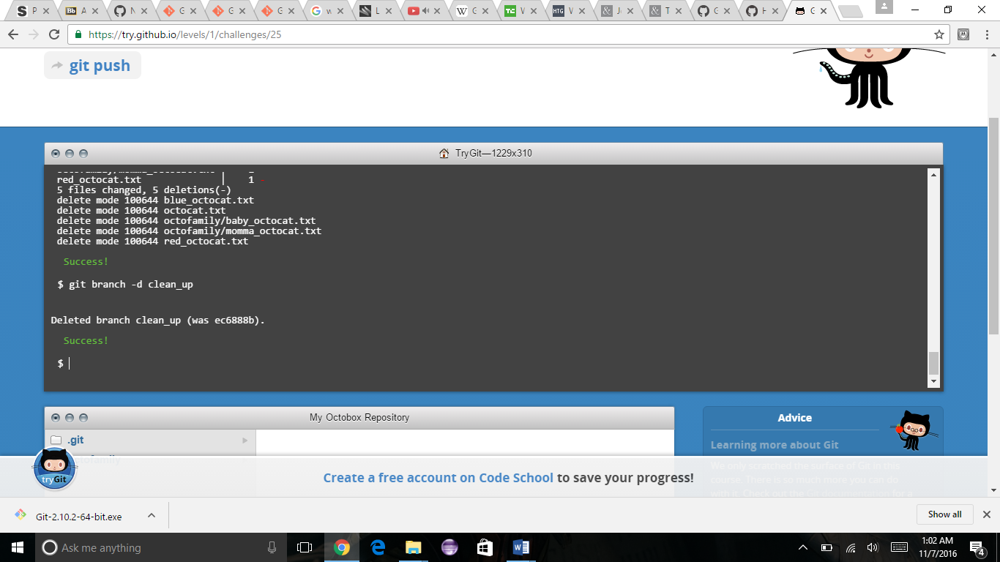 P
Bb A
N
G
G
G
G w
L
W G
TC V
HTG V
& J
& T
G
H
G
https://try.github.io/levels/1/challenges/25
git push
TryGit—1229x310
red_octocat.txt | 1 -
5 files changed, 5 deletions(-)
delete mode 100644 blue_octocat.txt
delete mode 100644 octocat.txt
delete mode 100644 octofamily/baby_octocat.txt
delete mode 100644 octofamily/momma_octocat.txt
delete mode 100644 red_octocat.txt
Success!
$ git branch -d clean_up
Deleted branch clean_up (was ec6888b).
Success!
$
My Octobox Repository
.git
octofamily
Advice
Learning more about Git
We only scratched the surface of Git in this
course. There is so much more you can do
with it. Check out the Git documentation for a
tryGit
Create a free account on Code School to save your progress!
Git-2.10.2-64-bit.exe
Show all
Ask me anything
1:02 AM
11/7/2016
4